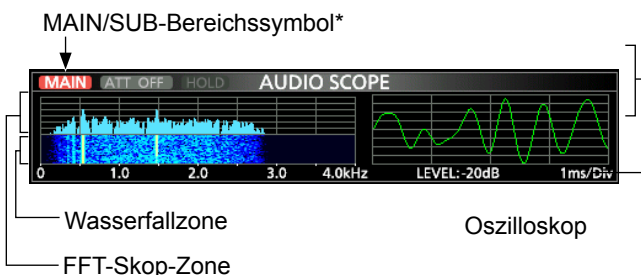 MAIN/SUB-Bereichssymbol*
MAIN ATT OFF HOLD AUDIO SCOPE
0 1.0 2.0 3.0 4.0kHz LEVEL:-20dB 1ms/Div
Wasserfallzone
Oszilloskop
FFT-Skop-Zone